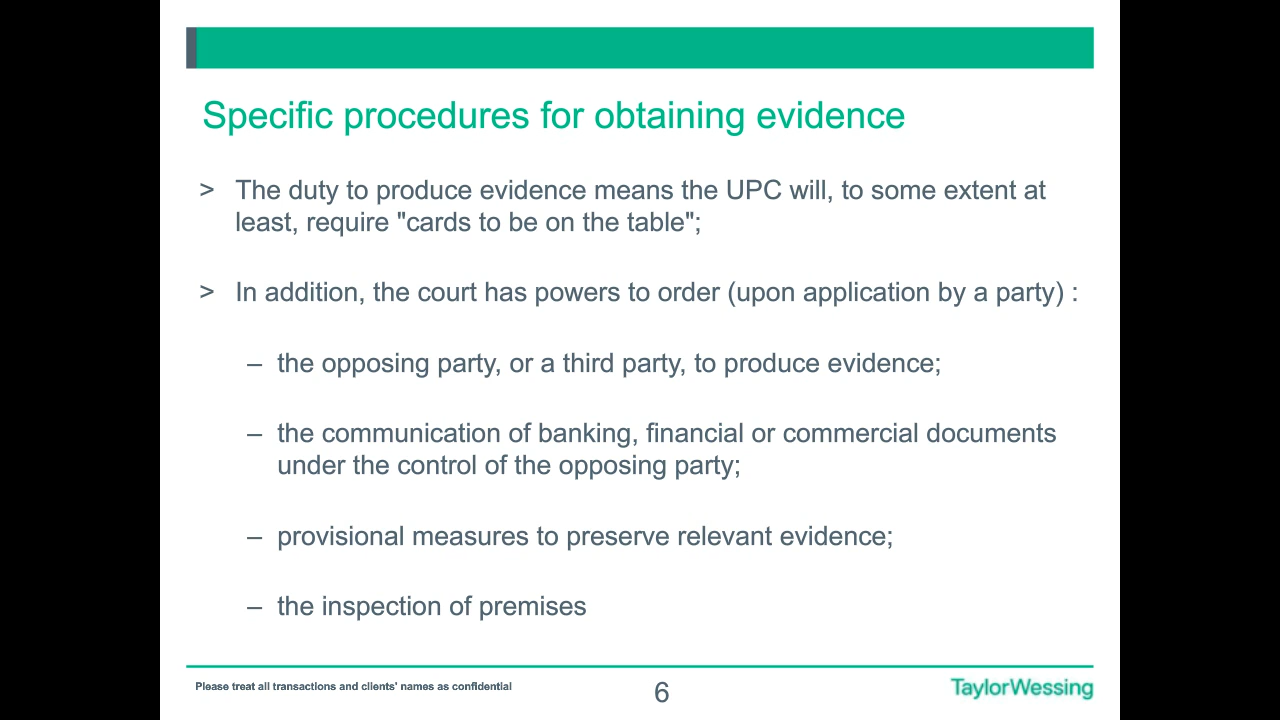 Specific procedures for obtaining evidence
> The duty to produce evidence means the UPC will, to some extent at
least, require "cards to be on the table";
> In addition, the court has powers to order (upon application by a party) :
– the opposing party, or a third party, to produce evidence;
– the communication of banking, financial or commercial documents
under the control of the opposing party;
– provisional measures to preserve relevant evidence;
– the inspection of premises
Please treat all transactions and clients' names as confidential
6
TaylorWessing